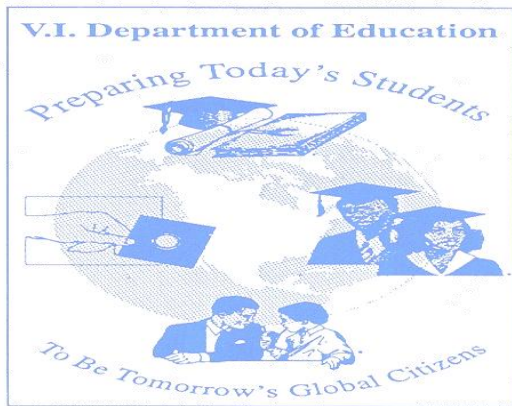 V.I. Department of Education
Preparing Today's Students
To Be Tomorrow's Global Citizens